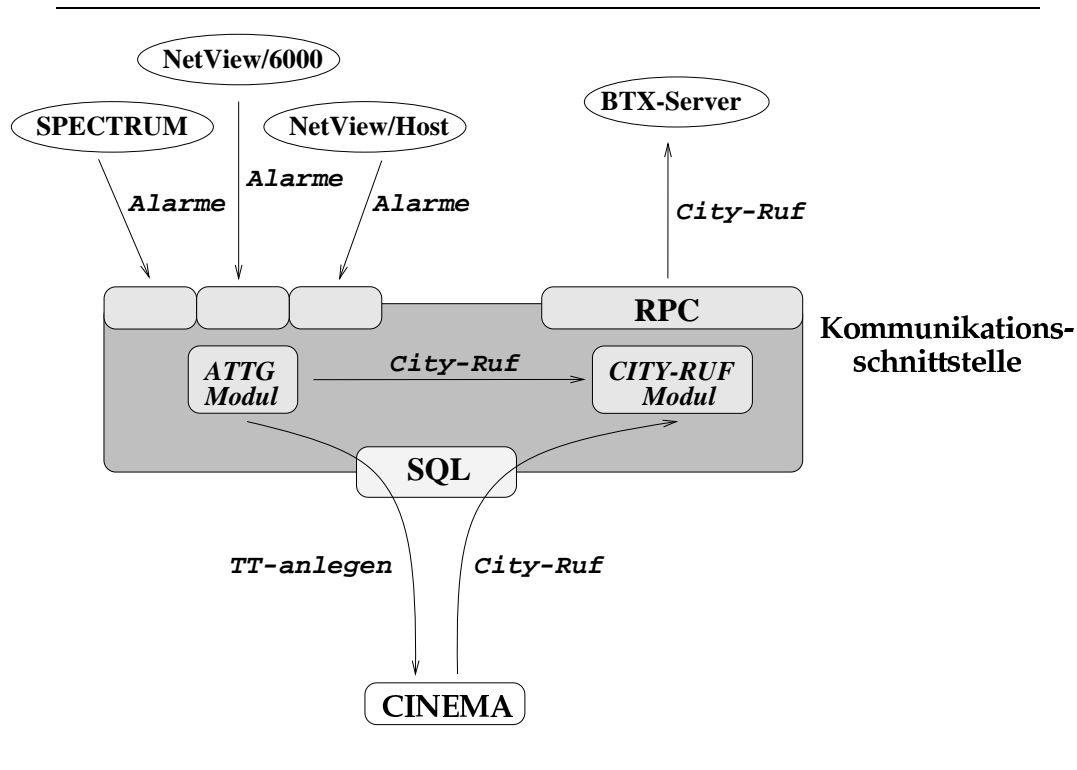 NetView/6000
SPECTRUM
NetView/Host
BTX-Server
Alarme
Alarme
Alarme
City-Ruf
RPC
Kommunikations-
schnittstelle
ATTG
Modul
City-Ruf
CITY-RUF
Modul
SQL
TT-anlegen
City-Ruf
CINEMA